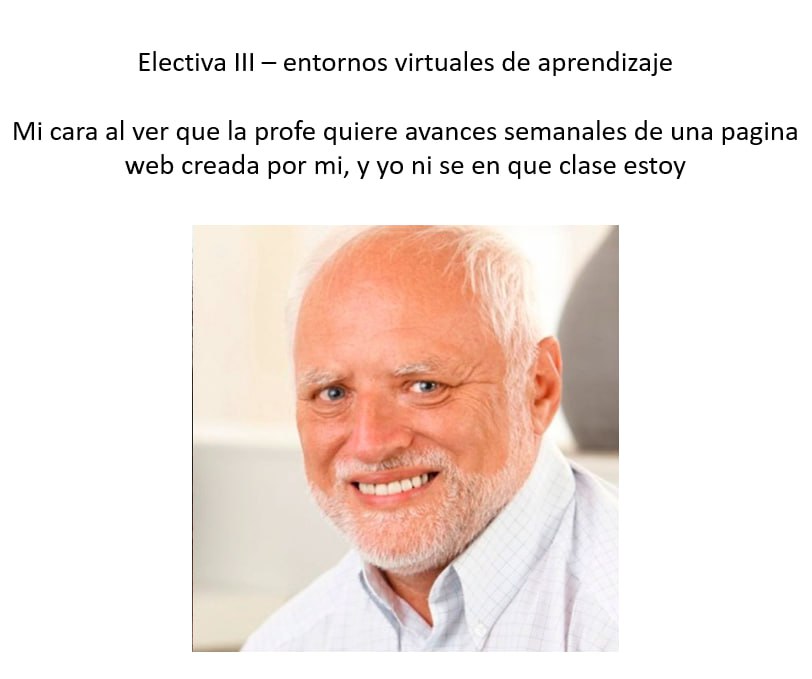 Electiva III – entornos virtuales de aprendizaje
Mi cara al ver que la profe quiere avances semanales de una pagina
web creada por mi, y yo ni se en que clase estoy